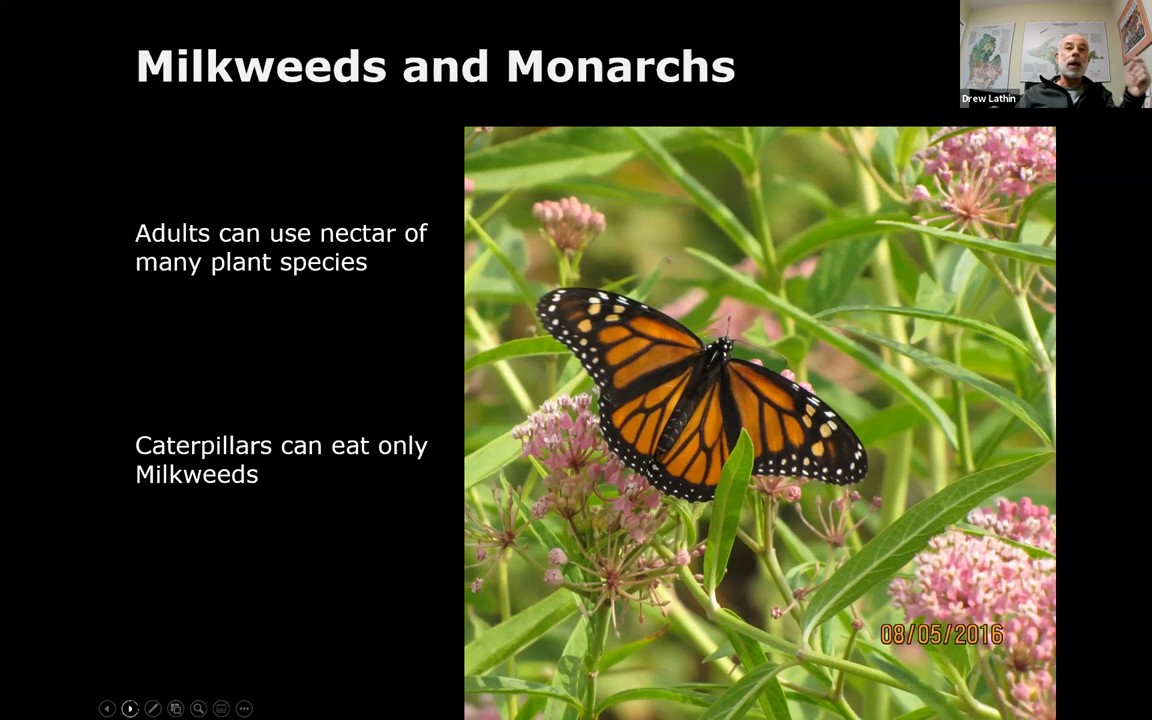 Milkweeds and Monarchs
Drew Lathin
Adults can use nectar of
many plant species
Caterpillars can eat only
Milkweeds
08/05/2016